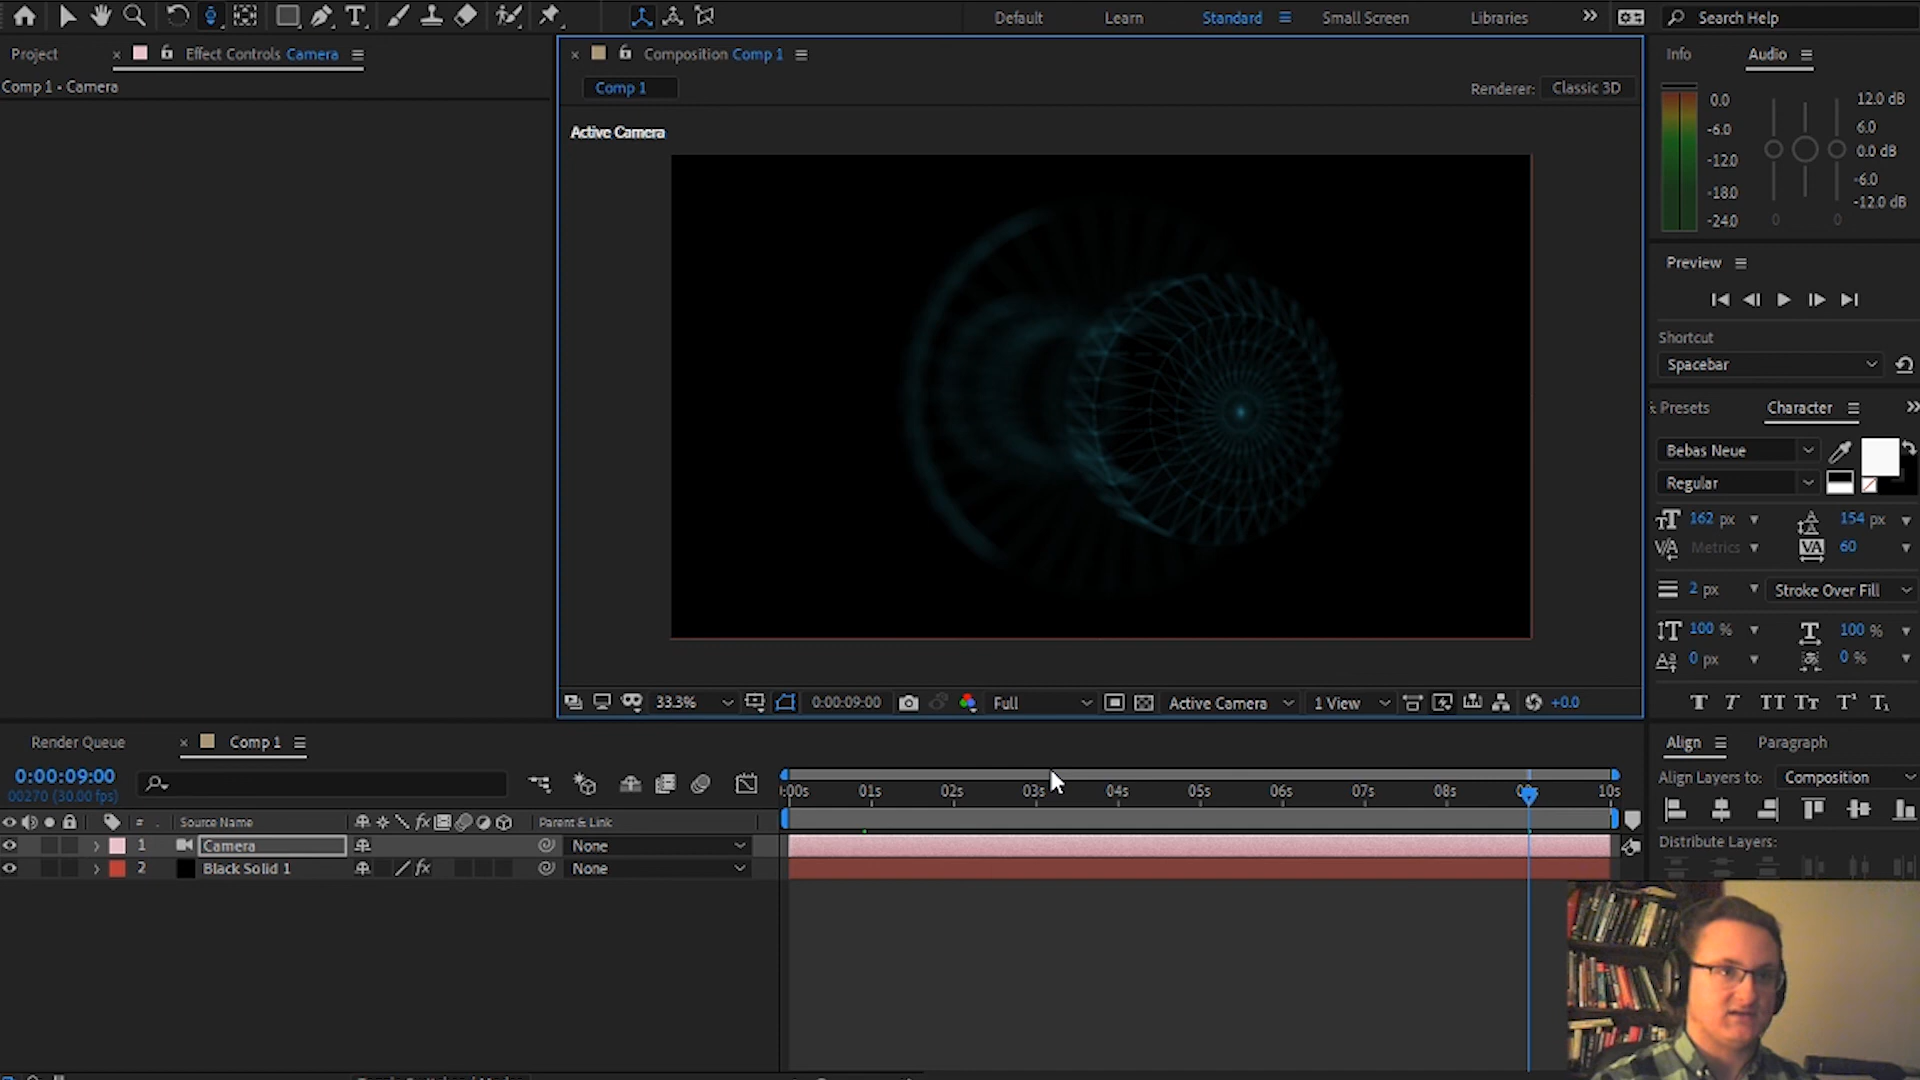 Default
Learn
Standard
Small Screen
Libraries
Search Help
Project
Effect Controls Camera
Composition Comp 1
Info
Audio
Comp 1 • Camera
Comp 1
Renderer: Classic 3D
Active Camera
0.0
-6.0
-12.0
-18.0
-24.0
12.0 dB
6.0
0.0 dB
-6.0
-12.0 dB
0
0
Preview
Shortcut
Spacebar
Presets
Character
Bebas Neue
Regular
162 px
154 px
Metrics
60
2 px
Stroke Over Fill
100 %
100 %
0 px
0 %
33.3%
0:00:09:00
Full
Active Camera
1 View
+0.0
Render Queue
Comp 1
Align
Paragraph
0:00:09:00
00270 (30.00 fps)
Align Layers to: Composition
:00s
01s
02s
03s
04s
05s
06s
07s
08s
10s
Distribute Layers:
#
Source Name
Parent & Link
1
Camera
None
2
Black Solid 1
None